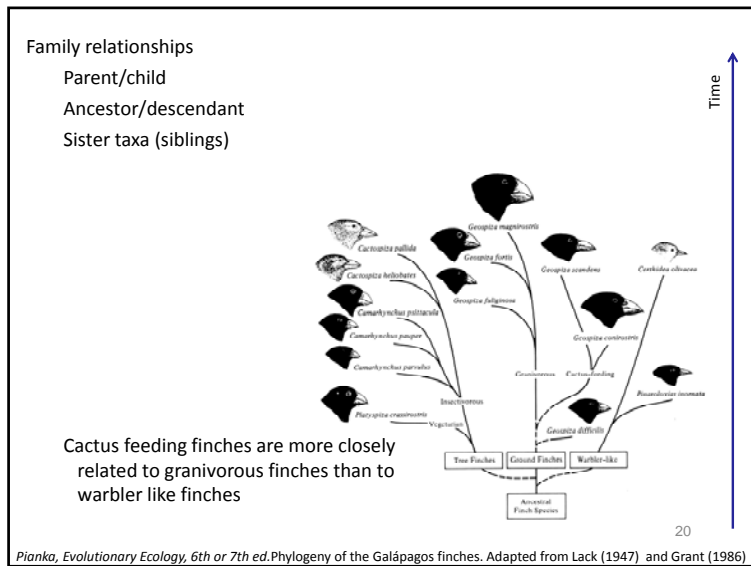 Family relationships
Parent/child
Ancestor/descendant
Sister taxa (siblings)
Time
Geospiza magnirostris
Cactospiza pallida
Geospiza fortis
Geospiza scandens
Certhidea olivacea
Cactospiza heliobates
Geospiza fuliginosa
Camarhynchus psittacula
Geospiza conirostris
Camarhynchus pauper
Camarhynchus parvulus
Granivorous
Cactus-feeding
Pinaroloxias inornata
Insectivorous
Platyspiza crassirostris
Vegetarian
Geospiza difficilis
Cactus feeding finches are more closely
related to granivorous finches than to
warbler like finches
Tree Finches
Ground Finches
Warbler-like
Ancestral
Finch Species
20
Pianka, Evolutionary Ecology, 6th or 7th ed.Phylogeny of the Galápagos finches. Adapted from Lack (1947) and Grant (1986)